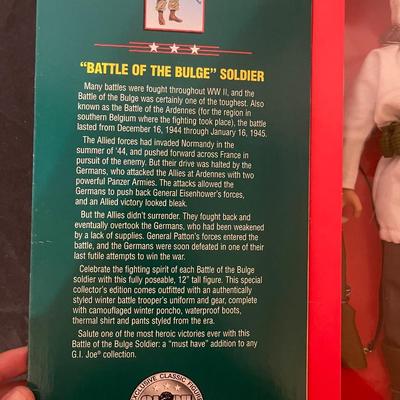 "BATTLE OF THE BULGE" SOLDIER
Many battles were fought throughout WW II, and the
Battle of the Bulge was certainly one of the toughest. Also
known as the Battle of the Ardennes (for the region in
southern Belgium where the fighting took place), the battle
lasted from December 16, 1944 through January 16, 1945.
The Allied forces had invaded Normandy in the
summer of '44, and pushed forward across France in
pursuit of the enemy. But their drive was halted by the
Germans, who attacked the Allies at Ardennes with two
powerful Panzer Armies. The attacks allowed the
Germans to push back General Eisenhower's forces,
and an Allied victory looked bleak.
But the Allies didn't surrender. They fought back and
eventually overtook the Germans, who had been weakened
by a lack of supplies. General Patton's forces entered the
battle, and the Germans were soon defeated in one of their
last futile attempts to win the war.
Celebrate the fighting spirit of each Battle of the Bulge
soldier with this fully poseable, 12" tall figure. This special
collector's edition comes outfitted with an authentically
styled winter battle trooper's uniform and gear, complete
with camouflaged winter poncho, waterproof boots,
thermal shirt and pants styled from the era.
Salute one of the most heroic victories ever with this
Battle of the Bulge Soldier: a "must have" addition to any
G.I. Joe® collection.
EXCLUSIVE CLASSIC